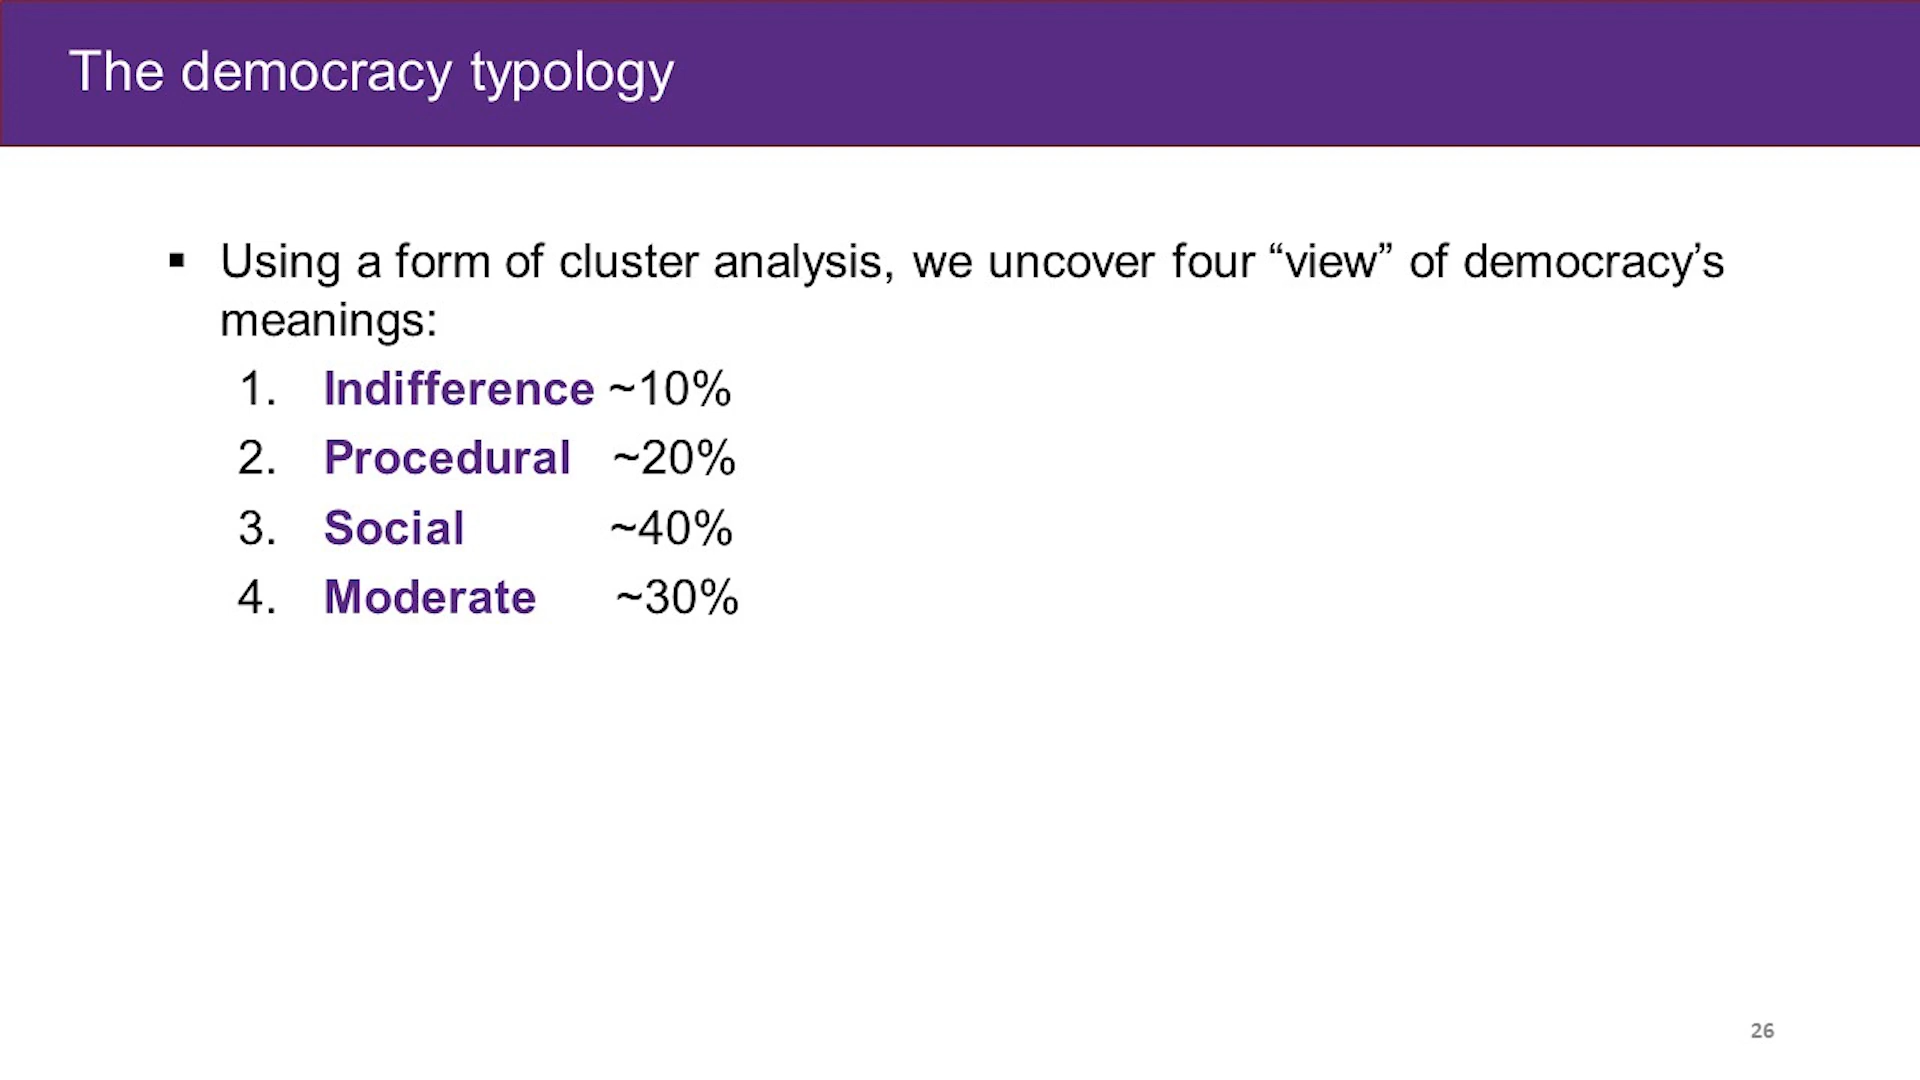 The democracy typology
▪ Using a form of cluster analysis, we uncover four “view” of democracy’s
meanings:
1. Indifference ~10%
2. Procedural ~20%
3. Social ~40%
4. Moderate ~30%
26